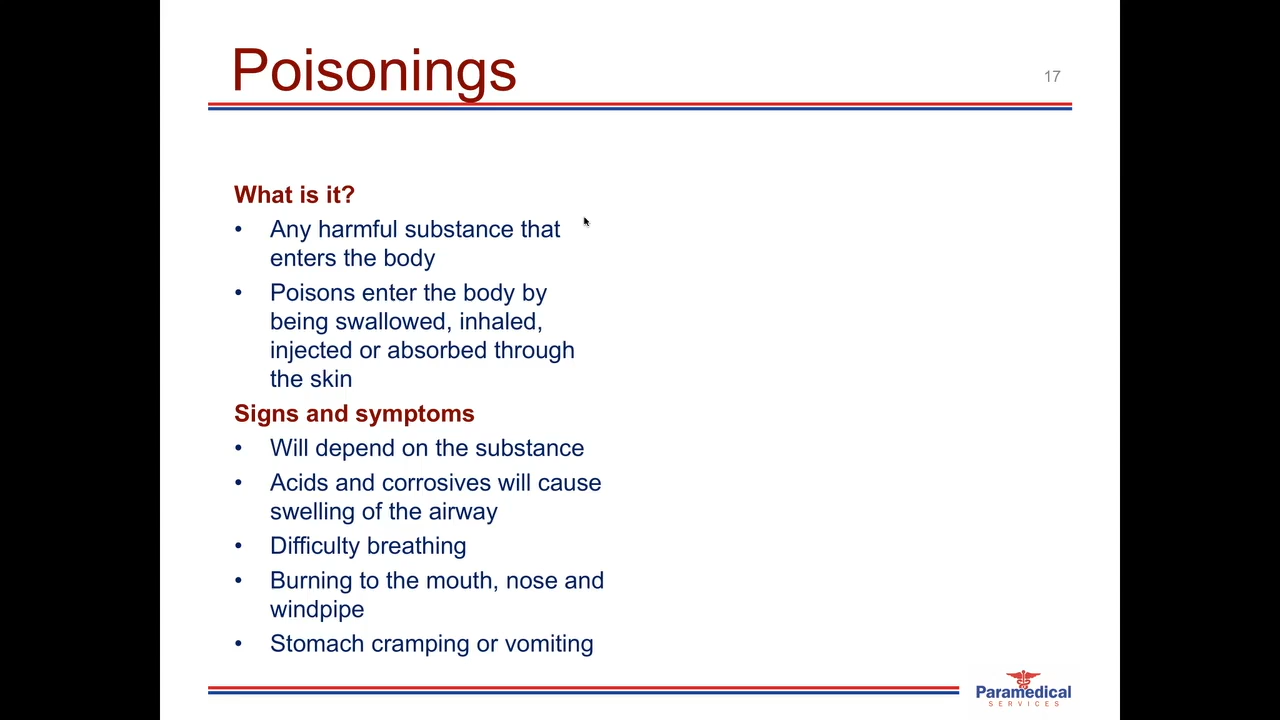 Poisonings
17
What is it?
• Any harmful substance that
enters the body
• Poisons enter the body by
being swallowed, inhaled,
injected or absorbed through
the skin
Signs and symptoms
• Will depend on the substance
• Acids and corrosives will cause
swelling of the airway
• Difficulty breathing
• Burning to the mouth, nose and
windpipe
• Stomach cramping or vomiting
Paramedical
SERVICES